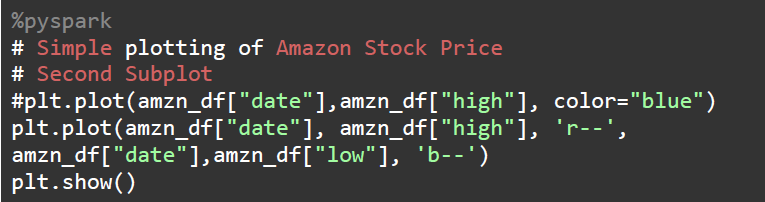 %pyspark
# Simple plotting of Amazon Stock Price
# Second Subplot
#plt.plot(amzn_df["date"],amzn_df["high"], color="blue")
plt.plot(amzn_df["date"], amzn_df["high"], 'r--',
amzn_df["date"],amzn_df["low"], 'b--')
plt.show()